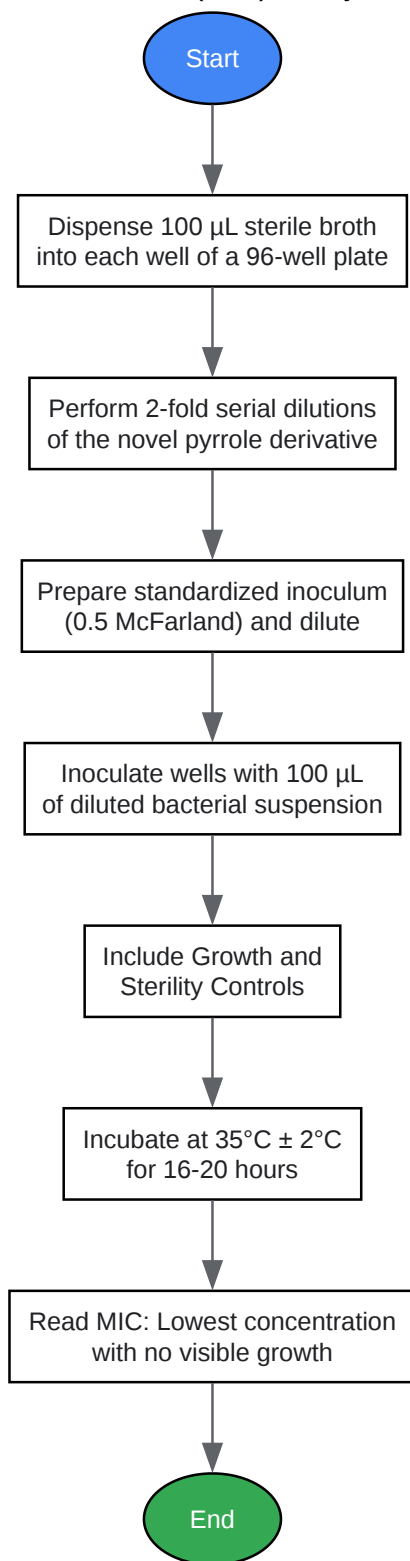 Start
Dispense 100 µL sterile broth
into each well of a 96-well plate
Perform 2-fold serial dilutions
of the novel pyrrole derivative
Prepare standardized inoculum
(0.5 McFarland) and dilute
Inoculate wells with 100 µL
of diluted bacterial suspension
Include Growth and
Sterility Controls
Incubate at 35°C ± 2°C
for 16-20 hours
Read MIC: Lowest concentration
with no visible growth
End